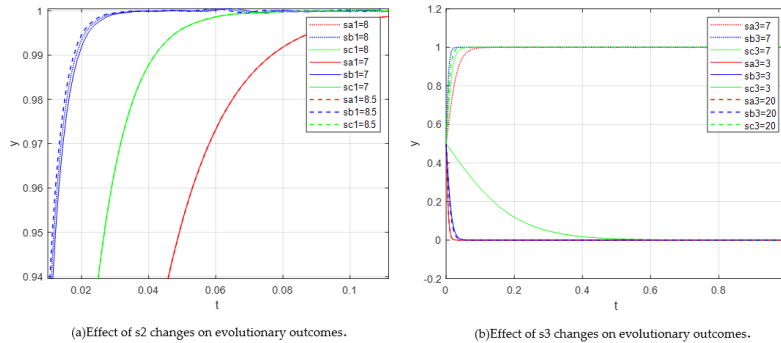 1
0.99
0.98
0.97
0.96
0.95
0.94
y
0.02
0.04
0.06
0.08
0.1
t
sa1=8
sb1=8
sc1=8
sa1=7
sb1=7
sc1=7
sa1=8.5
sb1=8.5
sc1=8.5
(a)Effect of s2 changes on evolutionary outcomes.
1.2
1
0.8
0.6
0.4
0.2
0
-0.2
y
0
0.2
0.4
0.6
0.8
t
sa3=7
sb3=7
sc3=7
sa3=3
sb3=3
sc3=3
sa3=20
sb3=20
sc3=20
(b)Effect of s3 changes on evolutionary outcomes.